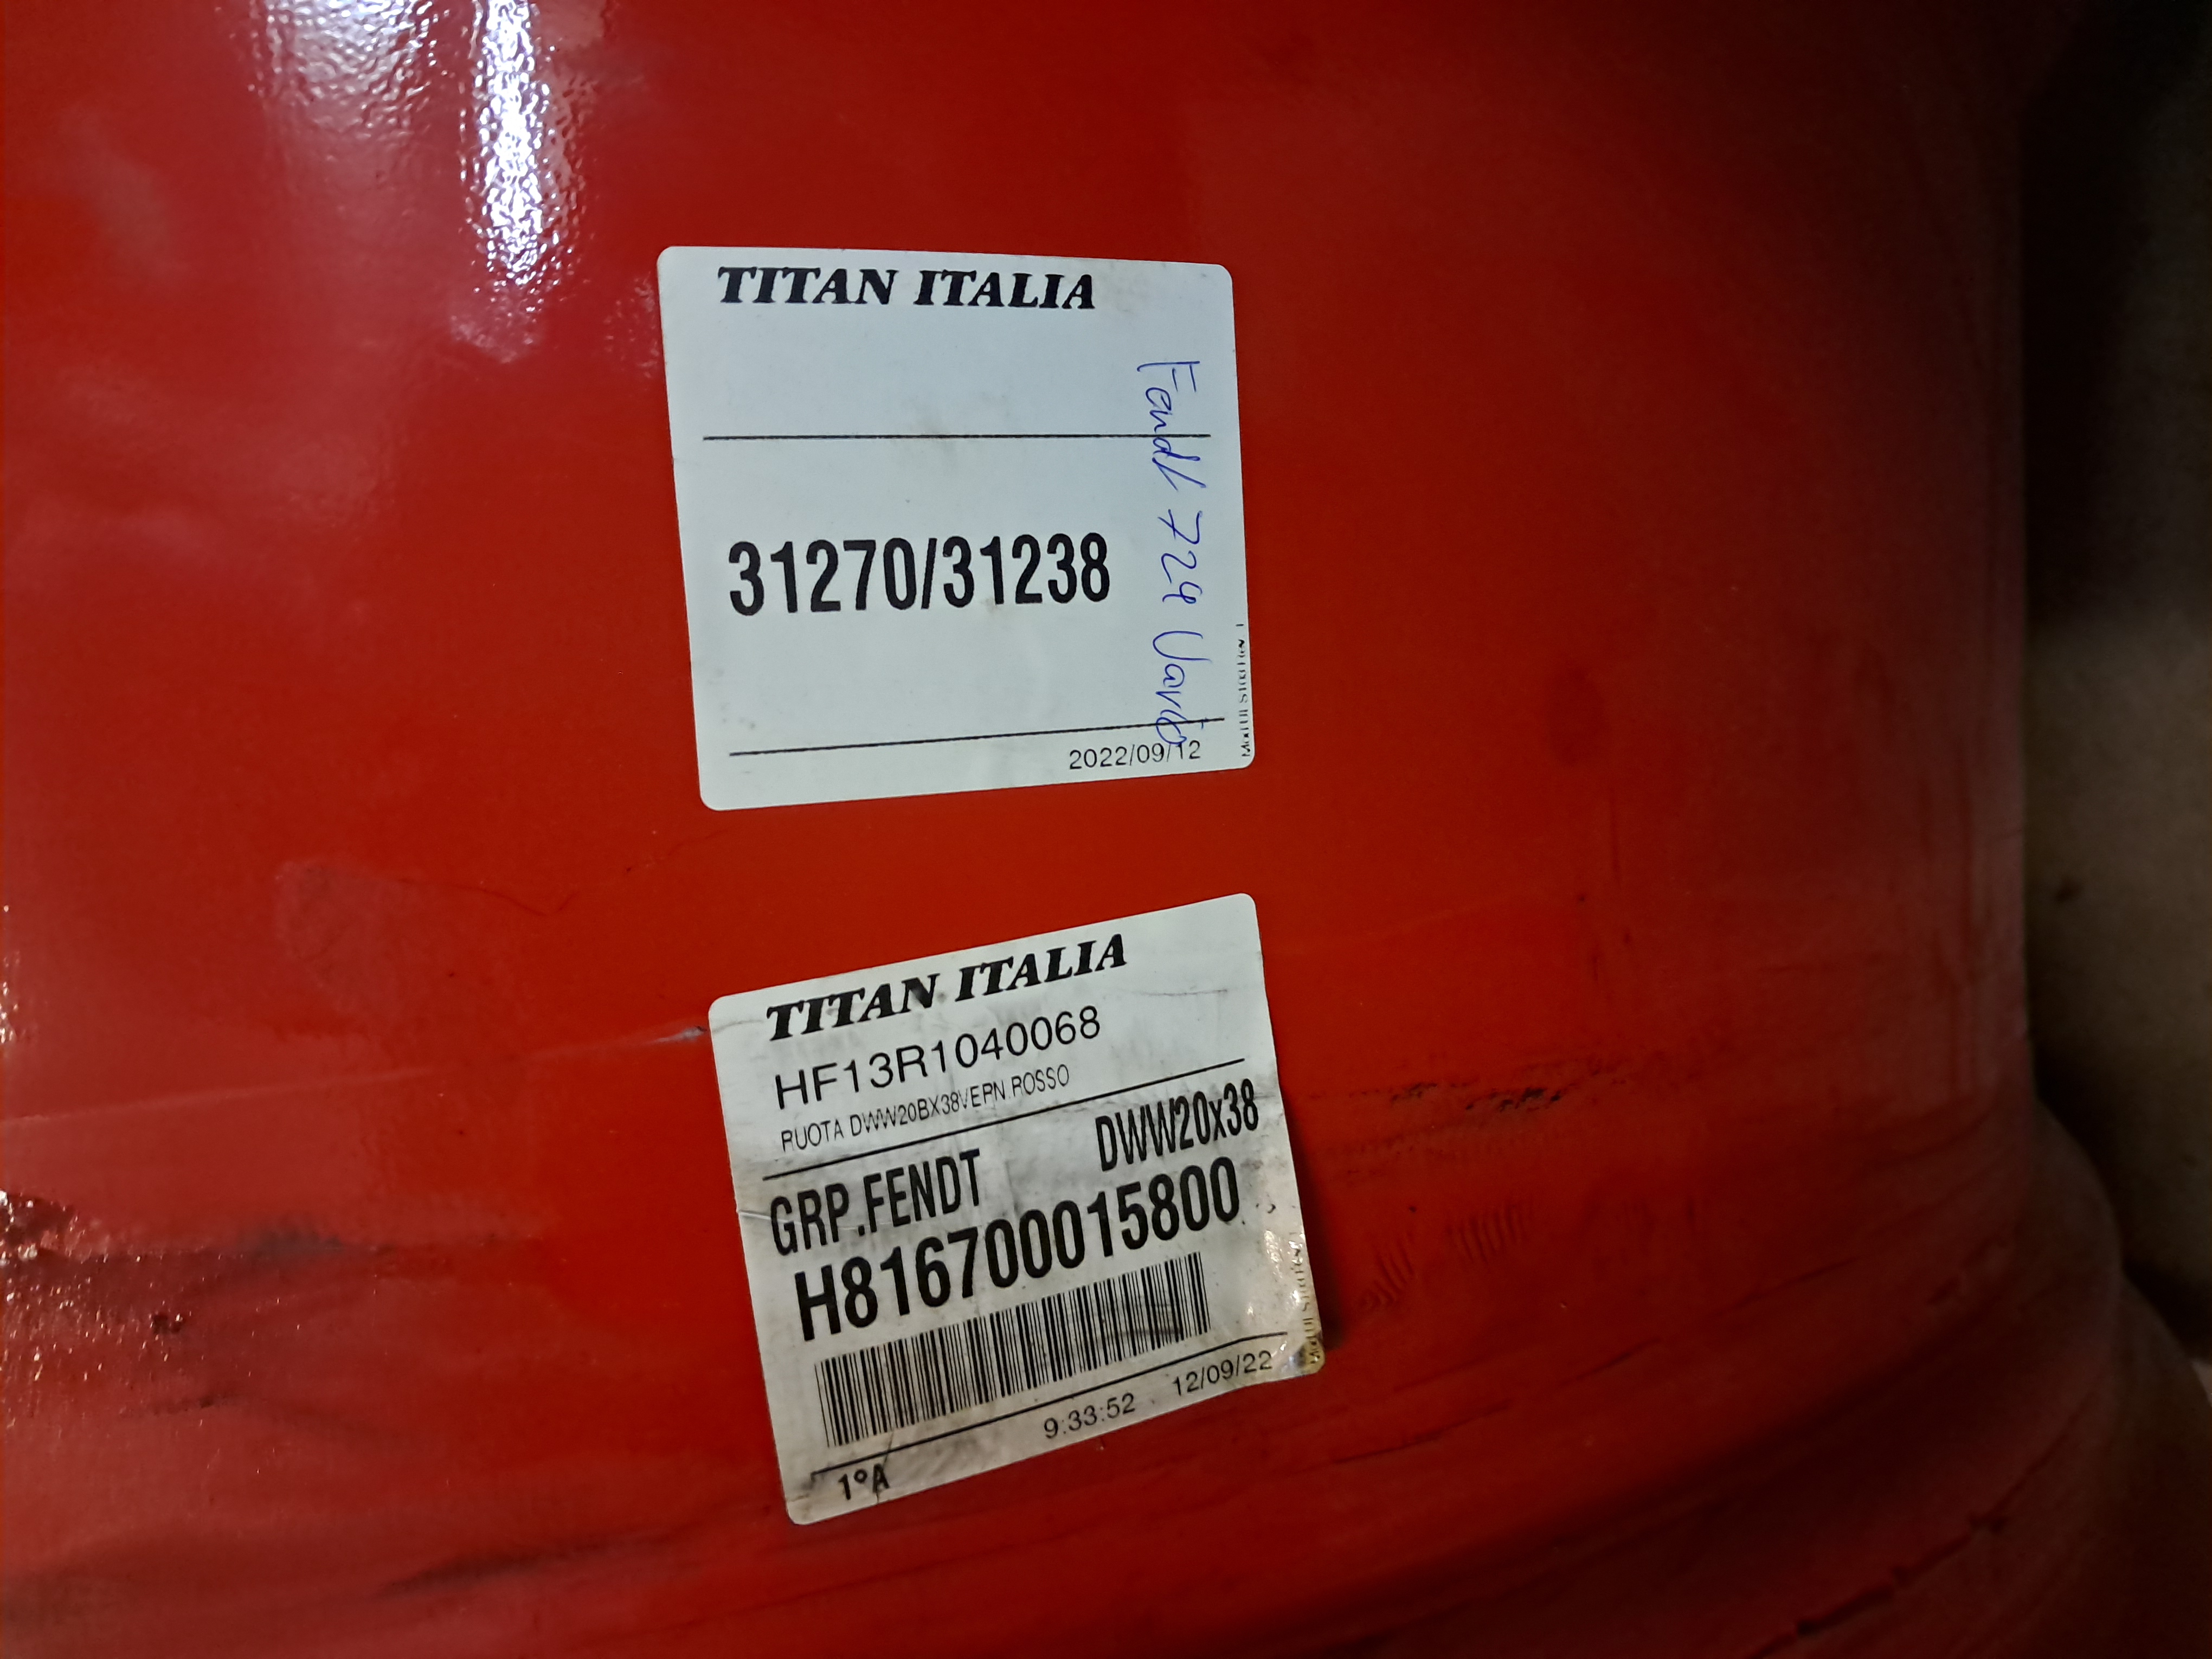 TITAN ITALIA
Fendt 724 Vario
31270/31238
2022/09/12
TITAN ITALIA
HF13R1040068
RUOTA DWW20BX38VERN.ROSSO
GRP.FENDT DWW20x38
H816700015800
9:33:52 12/09/22
1°A